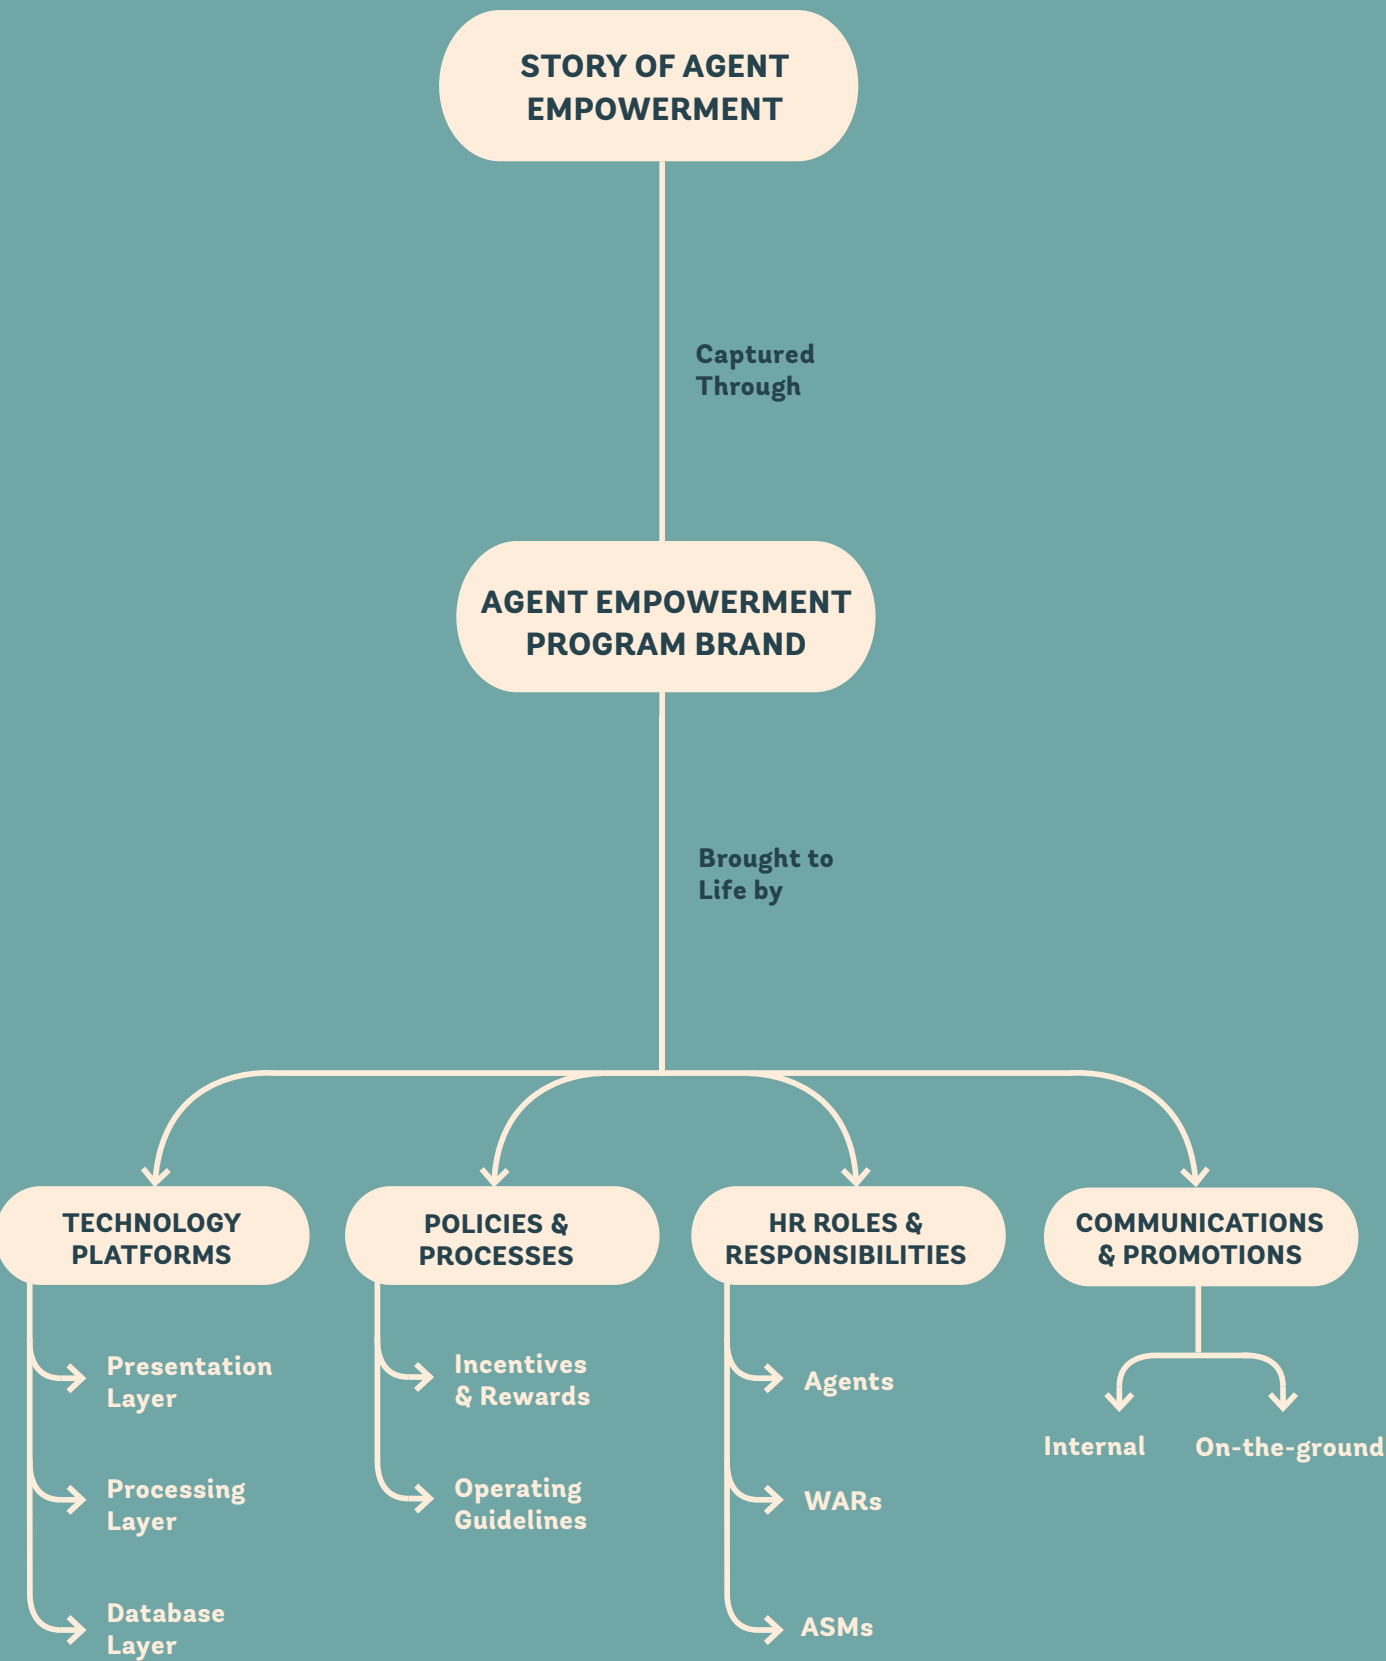 STORY OF AGENT
EMPOWERMENT
Captured
Through
AGENT EMPOWERMENT
PROGRAM BRAND
Brought to
Life by
TECHNOLOGY
PLATFORMS
Presentation
Layer
Processing
Layer
Database
Layer
POLICIES &
PROCESSES
Incentives
& Rewards
Operating
Guidelines
HR ROLES &
RESPONSIBILITIES
Agents
WARs
ASMs
COMMUNICATIONS
& PROMOTIONS
Internal
On-the-ground